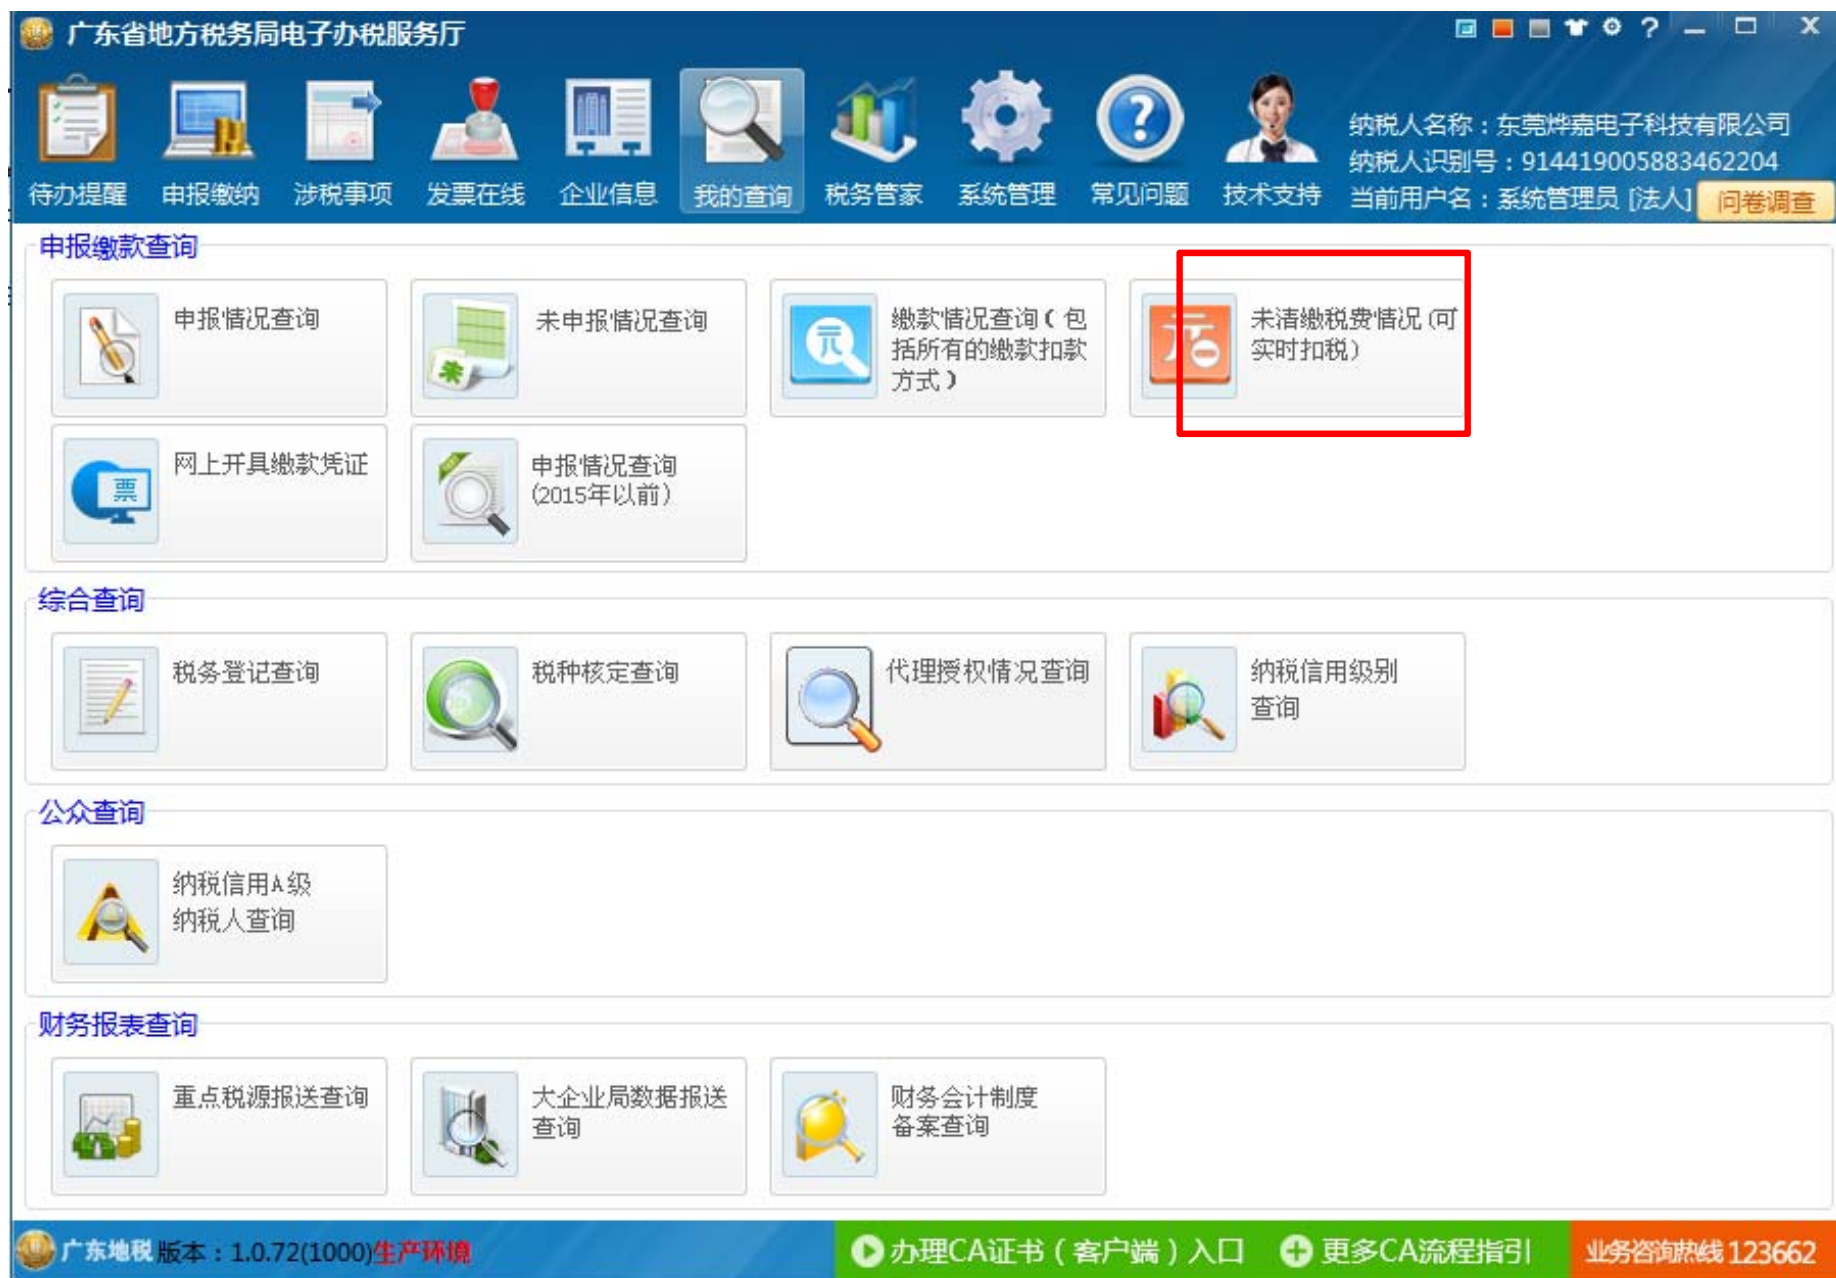 广东省地方税务局电子办税服务厅
待办提醒
申报缴纳
涉税事项
发票在线
企业信息
我的查询
税务管家
系统管理
常见问题
技术支持
纳税人名称：东莞烨嘉电子科技有限公司
纳税人识别号：914419005883462204
当前用户名：系统管理员 [法人]
问卷调查
申报缴款查询
申报情况查询
未申报情况查询
缴款情况查询（包
括所有的缴款扣款
方式）
未清缴税费情况(可
实时扣税)
网上开具缴款凭证
申报情况查询
(2015年以前)
综合查询
税务登记查询
税种核定查询
代理授权情况查询
纳税信用级别
查询
公众查询
纳税信用A级
纳税人查询
财务报表查询
重点税源报送查询
大企业局数据报送
查询
财务会计制度
备案查询
广东地税 版本：1.0.72(1000)生产环境
办理CA证书（客户端）入口
更多CA流程指引
业务咨询热线 123662